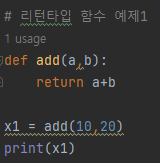 # 리턴타입 함수 예제1
1 usage
def add(a,b):
    return a+b
x1 = add(10,20)
print(x1)